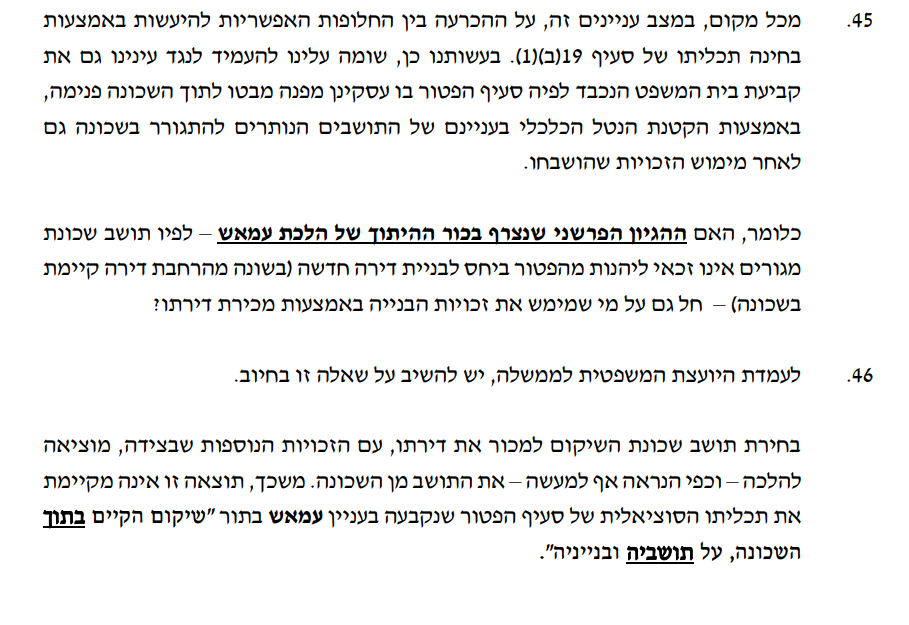 45. מכל מקום, במצב עניינים זה, על ההכרעה בין החלופות האפשריות להיעשות באמצעות
בחינה תכליתו של סעיף 19(ב)(1). בעשותנו כן, שומה עלינו להעמיד לנגד עינינו גם את
קביעת בית המשפט הנכבד לפיה סעיף הפטור בו עסקינן מפנה מבטו לתוך השכונה פנימה,
באמצעות הקטנת הנטל הכלכלי בעניינם של התושבים הנותרים להתגורר בשכונה גם
לאחר מימוש הזכויות שהושבחו.
כלומר, האם ההגיון הפרשני שנצרף בכור ההיתוך של הלכת עמאש – לפיו תושב שכונת
מגורים אינו זכאי ליהנות מהפטור ביחס לבניית דירה חדשה (בשונה מהרחבת דירה קיימת
בשכונה) – חל גם על מי שמימש את זכויות הבנייה באמצעות מכירת דירתו?
46. לעמדת היועצת המשפטית לממשלה, יש להשיב על שאלה זו בחיוב.
בחירת תושב שכונת השיקום למכור את דירתו, עם הזכויות הנוספות שבצידה, מוציאה
להלכה – וכפי הנראה אף למעשה – את התושב מן השכונה. משכך, תוצאה זו אינה מקיימת
את תכליתו הסוציאלית של סעיף הפטור שנקבעה בעניין עמאש בתור "שיקום הקיים בתוך
השכונה, על תושביה ובנייניה".